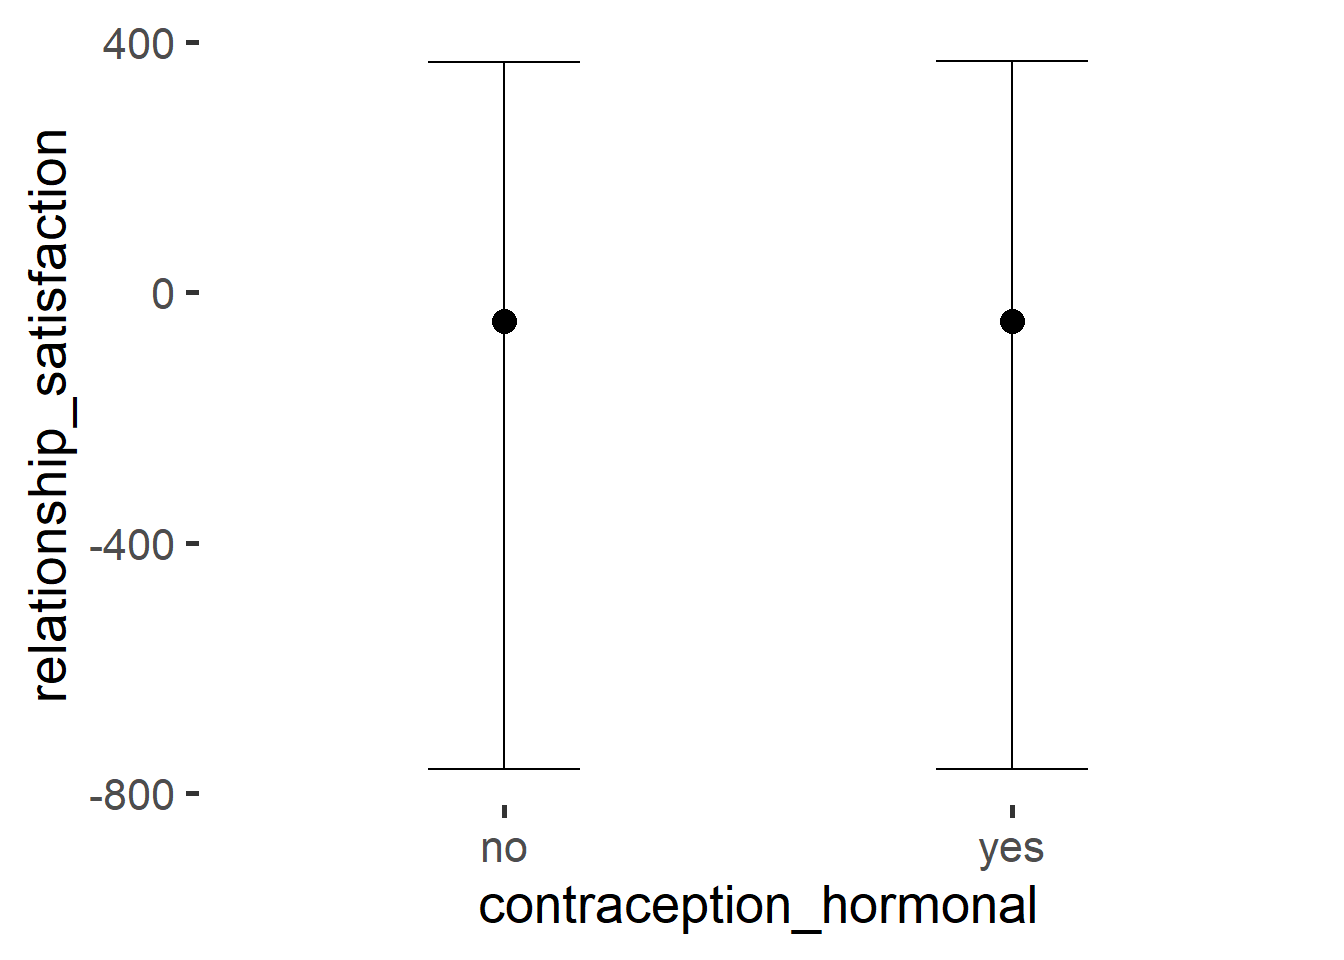 relationship_satisfaction
400
0
-400
-800
no
yes
contraception_hormonal